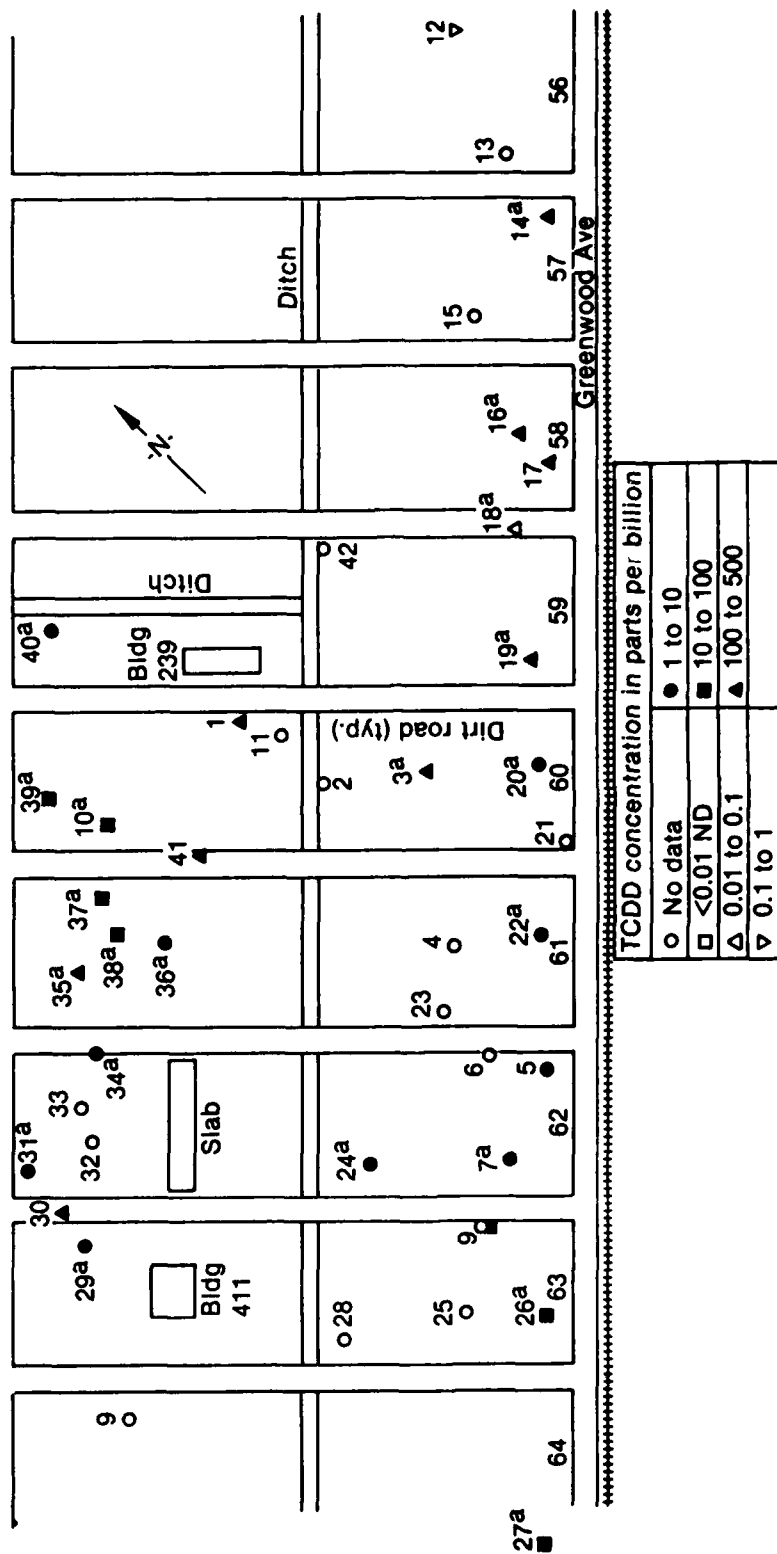 12
13
56
14a
57
15
Ditch
Greenwood Ave
N
16a
17
58
18a
42
Ditch
40a
Bldg
239
19a
59
1
11
39a
10a
41
Dirt road (typ.)
2
3a
20a
60
21
37a
38a
35a
36a
4
23
22a
61
34a
33
32
31a
Slab
30
6
5
24a
7a
62
29a
Bldg
411
9
28
25
26a
63
9
64
27a
TCDD concentration in parts per billion
No data
1 to 10
<0.01 ND
10 to 100
0.01 to 0.1
100 to 500
0.1 to 1